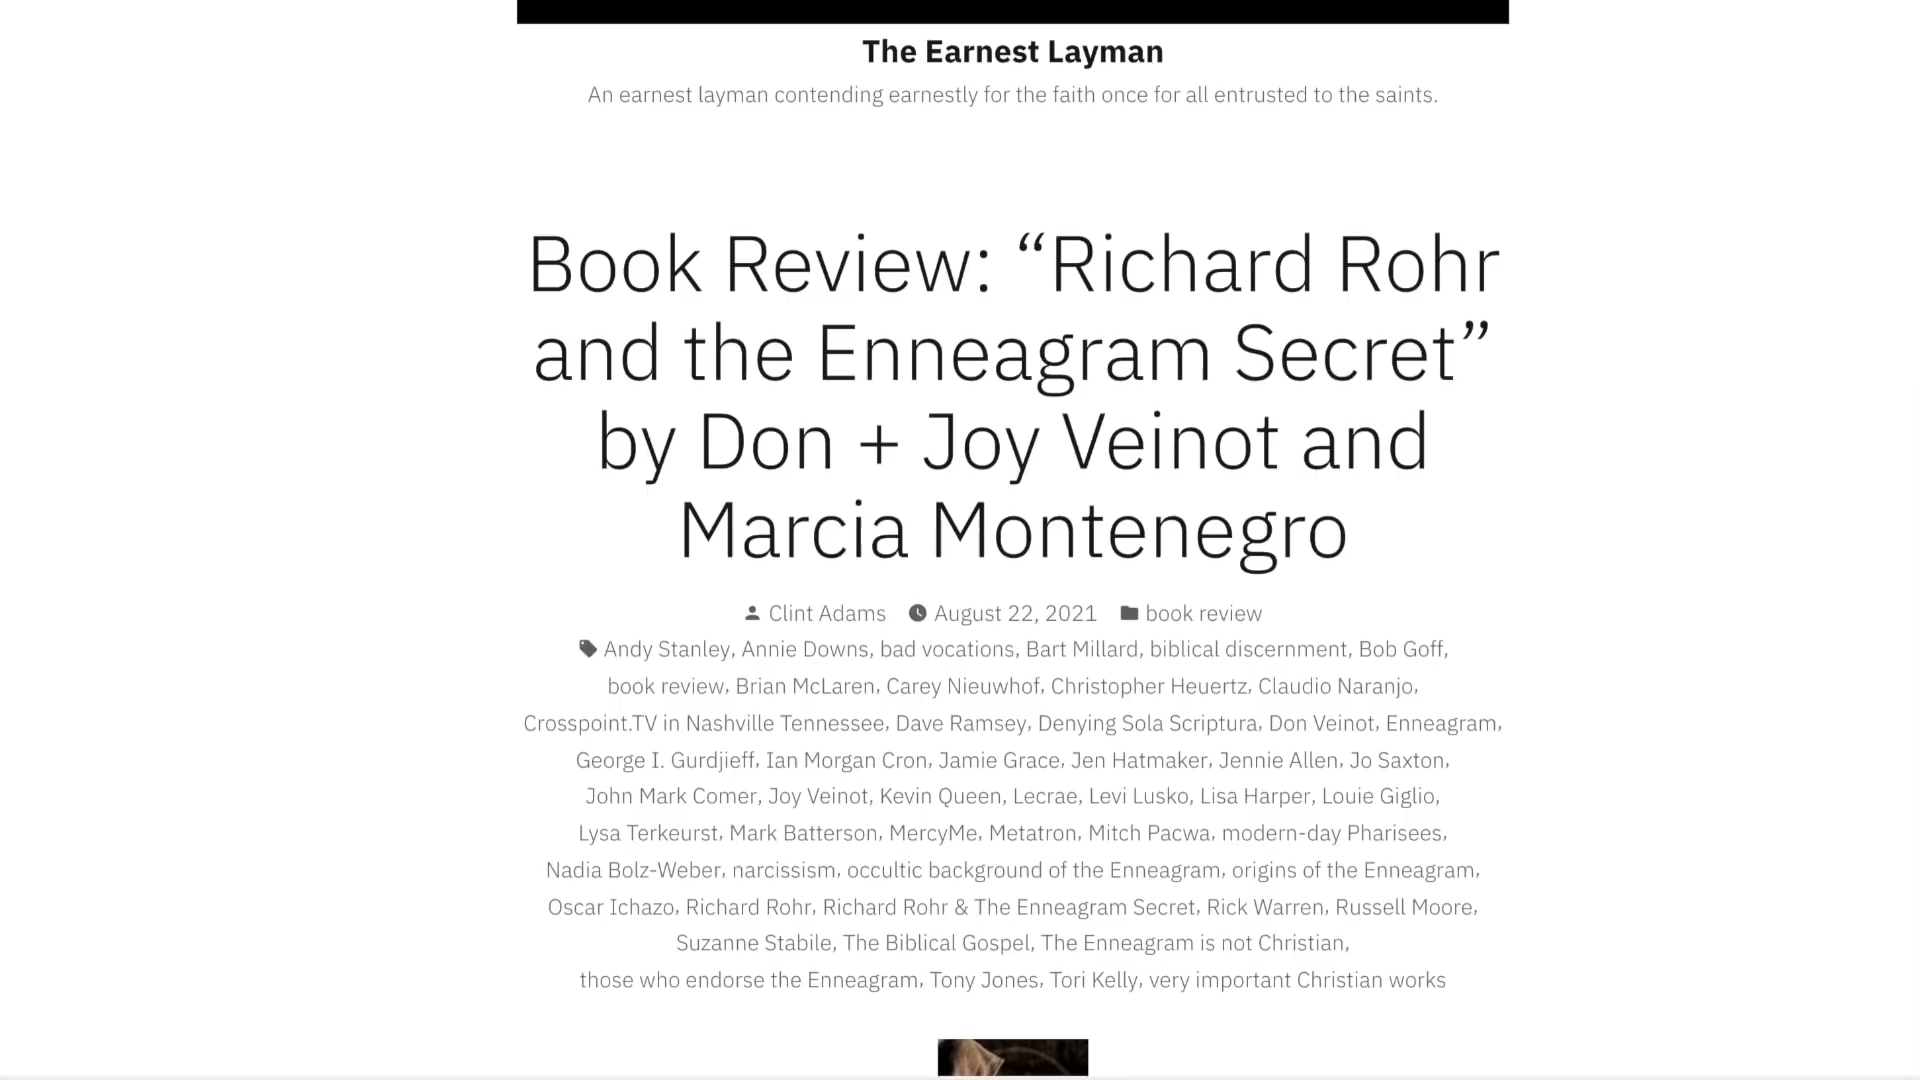 The Earnest Layman
An earnest layman contending earnestly for the faith once for all entrusted to the saints.
Book Review: “Richard Rohr
and the Enneagram Secret”
by Don + Joy Veinot and
Marcia Montenegro
Clint Adams August 22, 2021 book review
Andy Stanley, Annie Downs, bad vocations, Bart Millard, biblical discernment, Bob Goff,
book review, Brian McLaren, Carey Nieuwhof, Christopher Heuertz, Claudio Naranjo,
Crosspoint.TV in Nashville Tennessee, Dave Ramsey, Denying Sola Scriptura, Don Veinot, Enneagram,
George I. Gurdjieff, Ian Morgan Cron, Jamie Grace, Jen Hatmaker, Jennie Allen, Jo Saxton,
John Mark Comer, Joy Veinot, Kevin Queen, Lecrae, Levi Lusko, Lisa Harper, Louie Giglio,
Lysa Terkeurst, Mark Batterson, MercyMe, Metatron, Mitch Pacwa, modern-day Pharisees,
Nadia Bolz-Weber, narcissism, occultic background of the Enneagram, origins of the Enneagram,
Oscar Ichazo, Richard Rohr, Richard Rohr & The Enneagram Secret, Rick Warren, Russell Moore,
Suzanne Stabile, The Biblical Gospel, The Enneagram is not Christian,
those who endorse the Enneagram, Tony Jones, Tori Kelly, very important Christian works